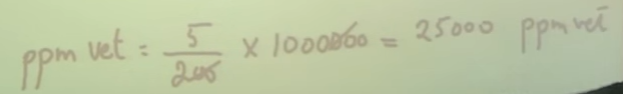 ppm vet = 5/200 × 1000000 = 25000 ppm vet